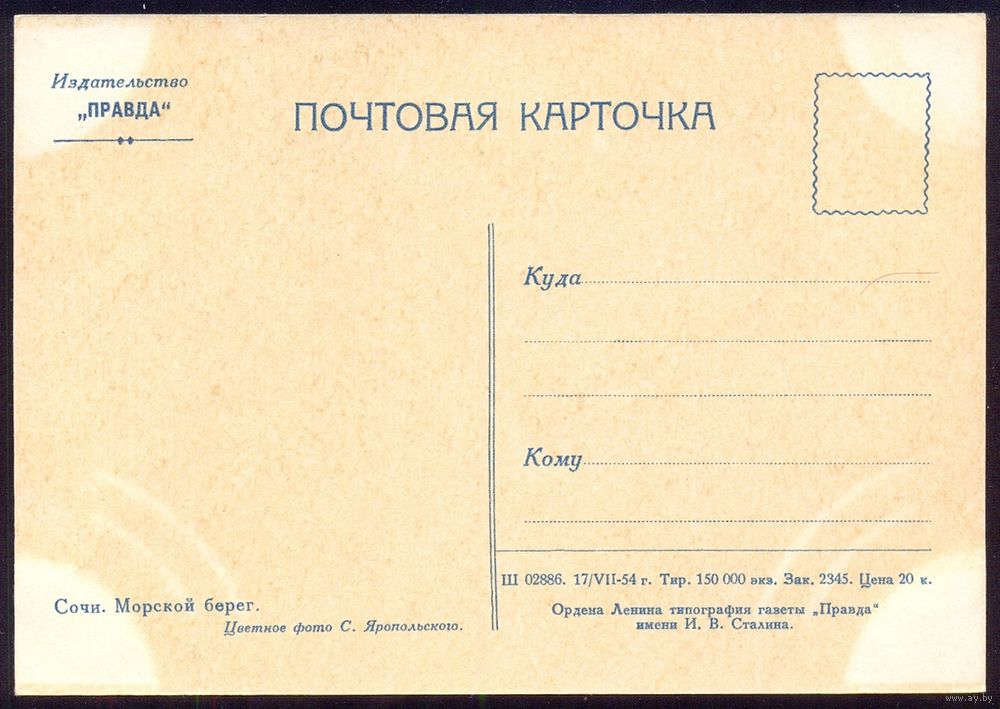 Издательство
„ПРАВДА“
ПОЧТОВАЯ КАРТОЧКА
Куда
Кому
Ш 02886. 17/VII-54 г. Тир. 150 000 экз. Зак. 2345. Цена 20 к.
Ордена Ленина типография газеты „Правда“
имени И. В. Сталина.
Сочи. Морской берег.
Цветное фото С. Яропольского.
www.ay.by